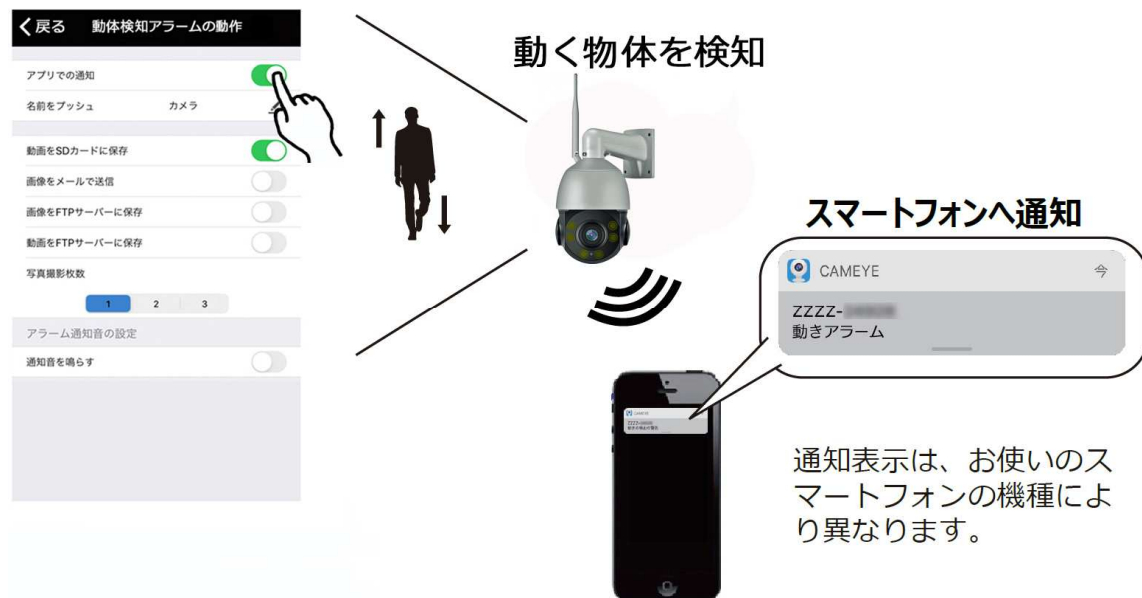 戻る 動体検知アラームの動作
アプリでの通知
名前をプッシュ カメラ
動画をSDカードに保存
画像をメールで送信
画像をFTPサーバーに保存
動画をFTPサーバーに保存
写真撮影枚数
1 2 3
アラーム通知音の設定
通知音を鳴らす
動く物体を検知
スマートフォンへ通知
CAMEYE 今
ZZZZ-
動きアラーム
CAMEYE
ZZZZ-
通知表示は、お使いのス
マートフォンの機種によ
り異なります。